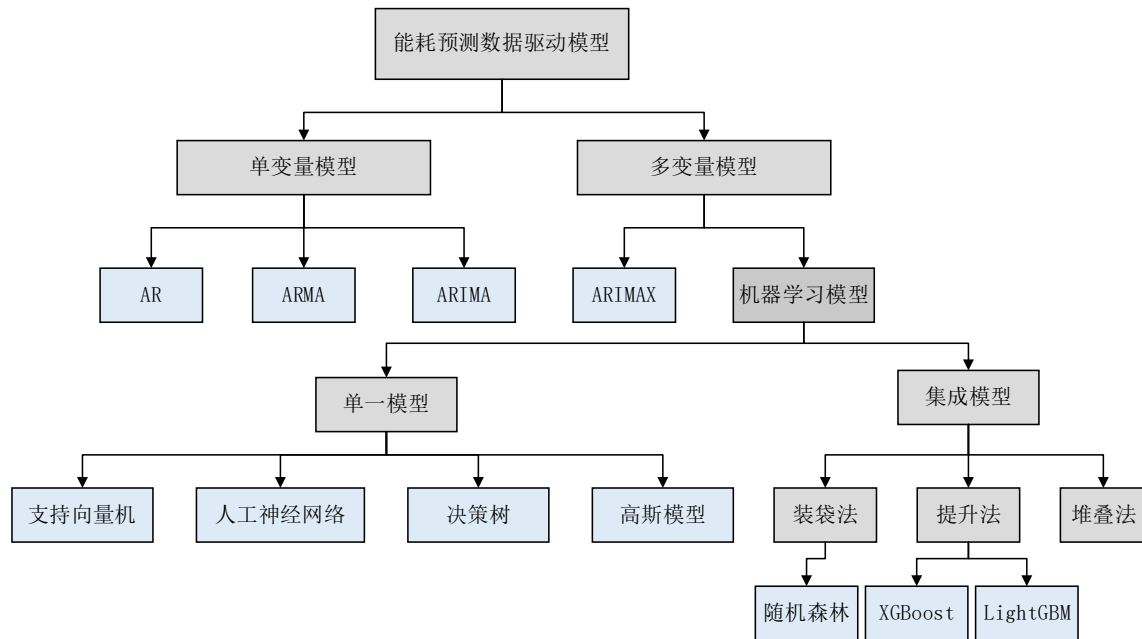 能耗预测数据驱动模型
单变量模型
多变量模型
AR
ARMA
ARIMA
ARIMAX
机器学习模型
单一模型
集成模型
支持向量机
人工神经网络
决策树
高斯模型
装袋法
提升法
堆叠法
随机森林
XGBoost
LightGBM